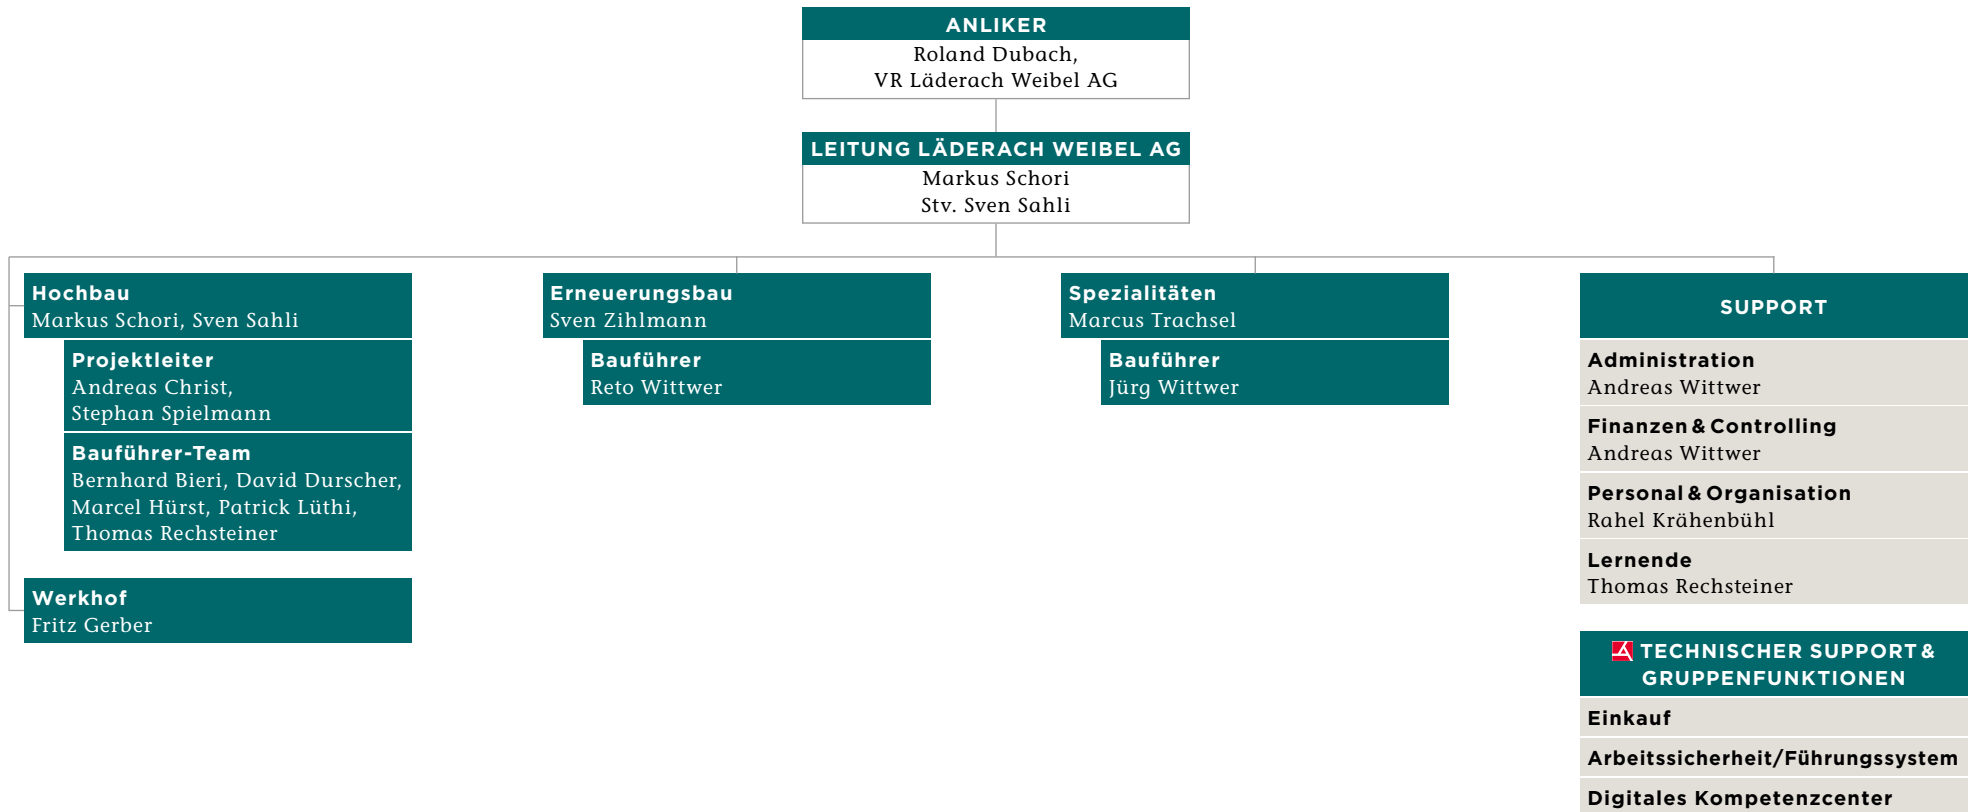 ANLIKER
Roland Dubach,
VR Läderach Weibel AG
LEITUNG LÄDERACH WEIBEL AG
Markus Schori
Stv. Sven Sahli
Hochbau
Markus Schori, Sven Sahli
Projektleiter
Andreas Christ,
Stephan Spielmann
Bauführer-Team
Bernhard Bieri, David Durscher,
Marcel Hürst, Patrick Lüthi,
Thomas Rechsteiner
Werkhof
Fritz Gerber
Erneuerungsbau
Sven Zihlmann
Bauführer
Reto Wittwer
Spezialitäten
Marcus Trachsel
Bauführer
Jürg Wittwer
SUPPORT
Administration
Andreas Wittwer
Finanzen & Controlling
Andreas Wittwer
Personal & Organisation
Rahel Krähenbühl
Lernende
Thomas Rechsteiner
TECHNISCHER SUPPORT &
GRUPPENFUNKTIONEN
Einkauf
Arbeitssicherheit/Führungssystem
Digitales Kompetenzcenter